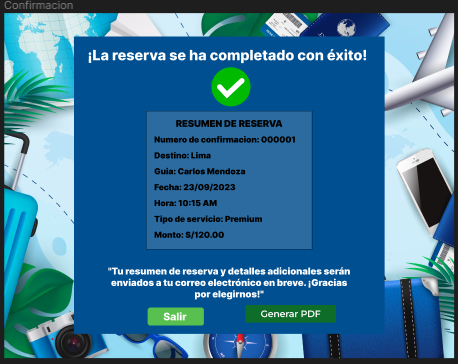 Confirmacion
¡La reserva se ha completado con éxito!
RESUMEN DE RESERVA
Numero de confirmacion: 000001
Destino: Lima
Guia: Carlos Mendoza
Fecha: 23/09/2023
Hora: 10:15 AM
Tipo de servicio: Premium
Monto: S/120.00
"Tu resumen de reserva y detalles adicionales serán
enviados a tu correo electrónico en breve. ¡Gracias
por elegirnos!"
Salir
Generar PDF